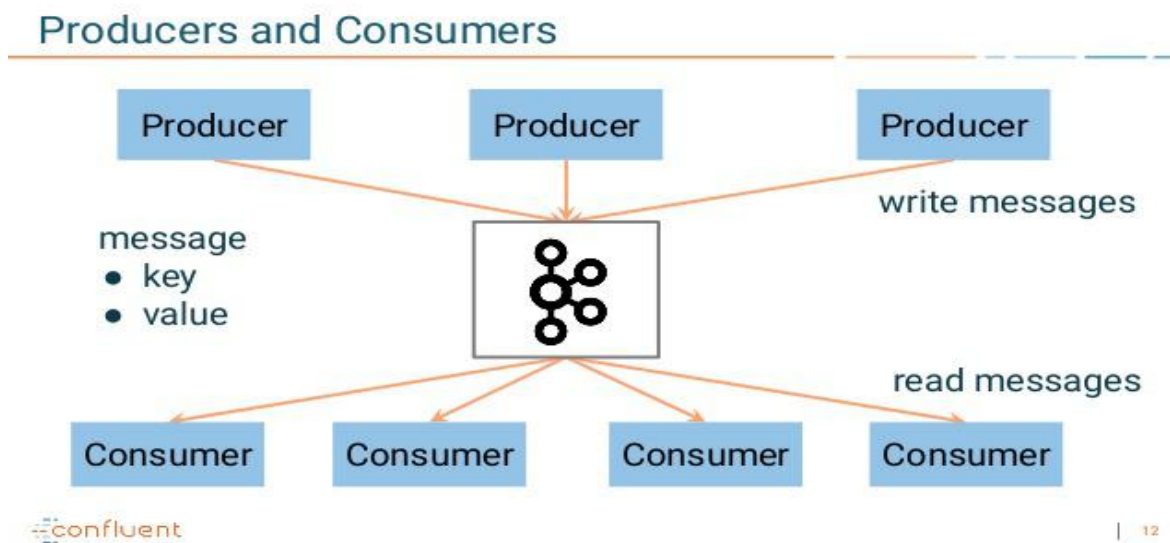 Producers and Consumers
Producer Producer Producer
write messages
message
● key
● value
read messages
Consumer Consumer Consumer Consumer
confluent
| 12